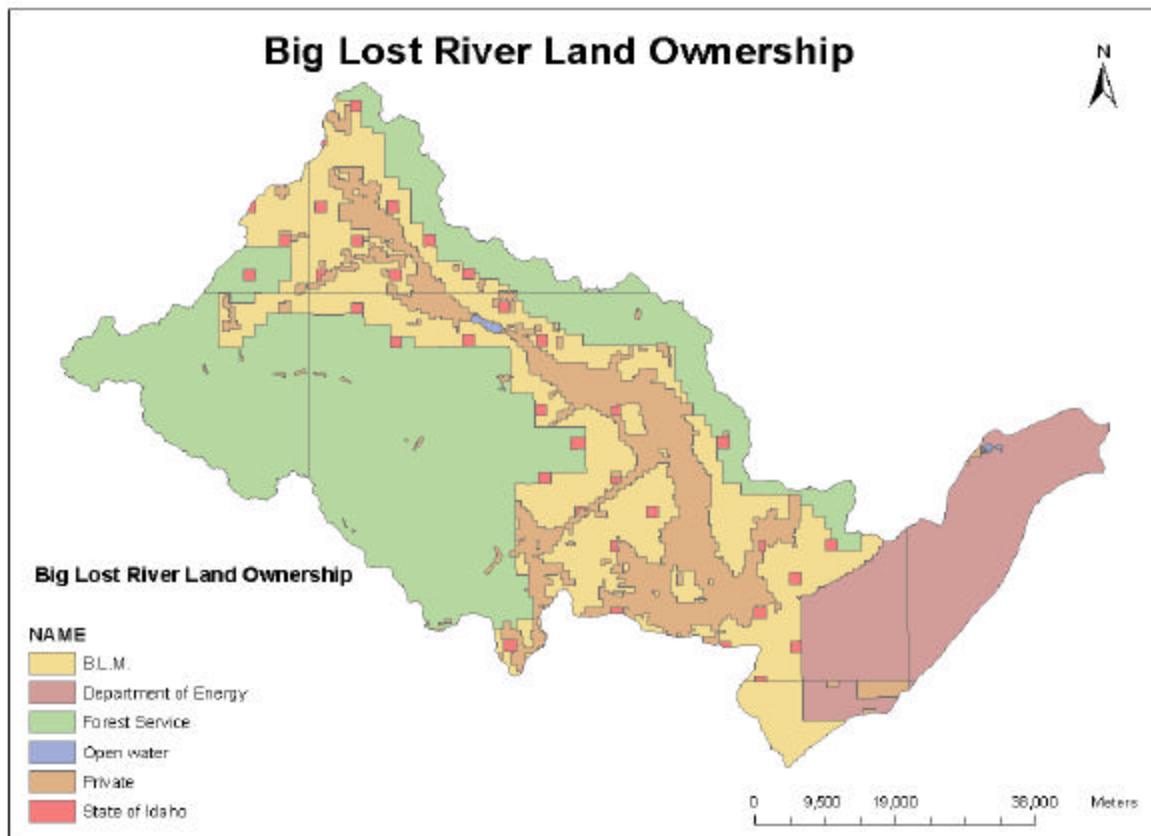 Big Lost River Land Ownership
N
Big Lost River Land Ownership
NAME
B.L.M.
Department of Energy
Forest Service
Open water
Private
State of Idaho
0 9,500 19,000 38,000 Meters